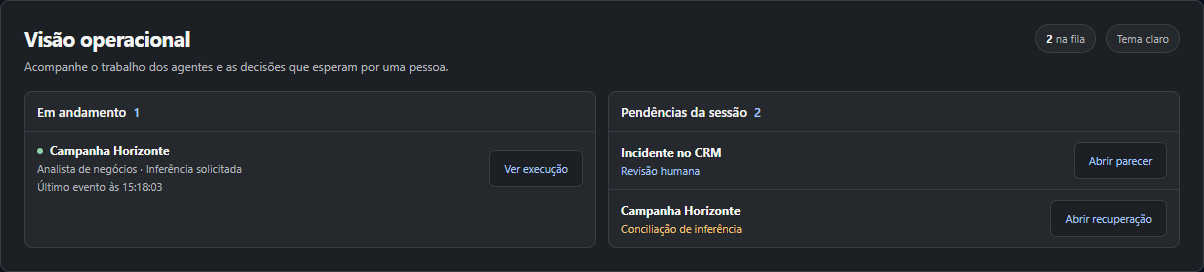 Visão operacional
2 na fila
Tema claro
Acompanhe o trabalho dos agentes e as decisões que esperam por uma pessoa.
Em andamento 1
Campanha Horizonte
Analista de negócios · Inferência solicitada
Último evento às 15:18:03
Ver execução
Pendências da sessão 2
Incidente no CRM
Revisão humana
Abrir parecer
Campanha Horizonte
Conciliação de inferência
Abrir recuperação